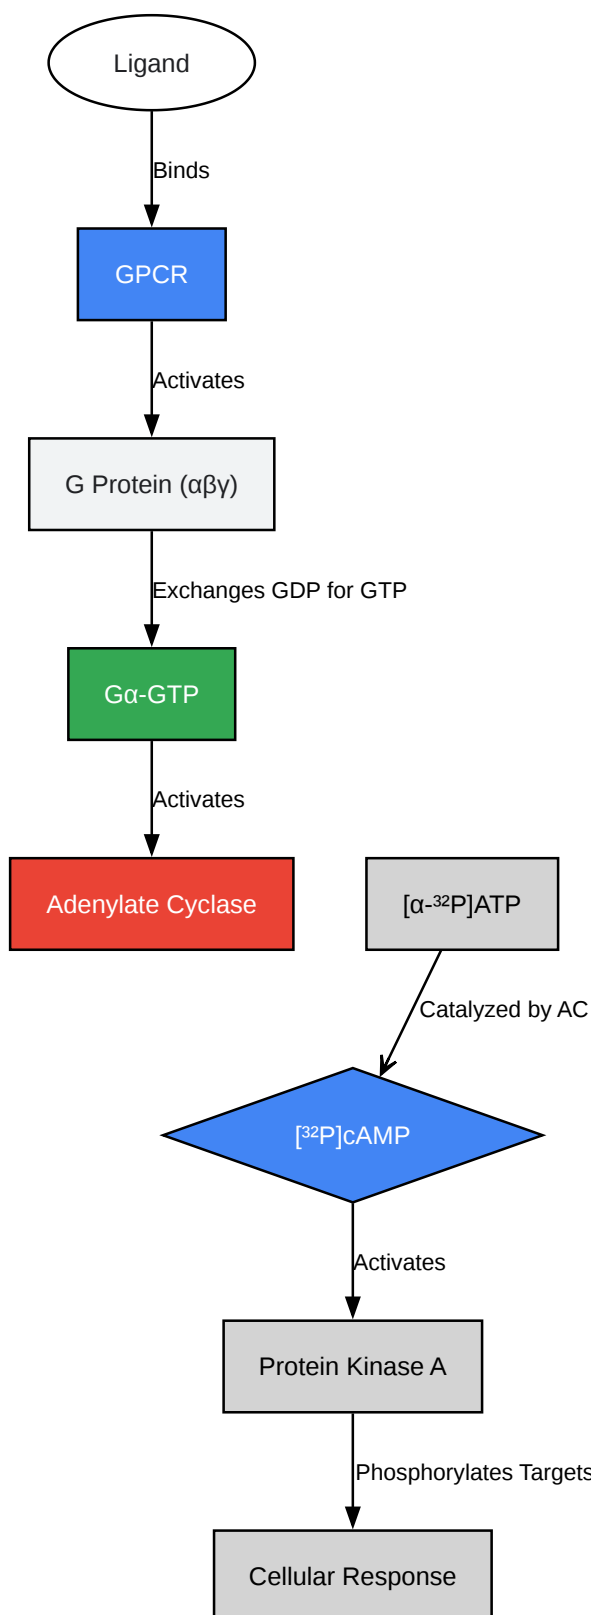 Ligand
Binds
GPCR
Activates
G Protein (αβγ)
Exchanges GDP for GTP
Gα-GTP
Activates
Adenylate Cyclase
[α-³²P]ATP
Catalyzed by AC
[³²P]cAMP
Activates
Protein Kinase A
Phosphorylates Targets
Cellular Response